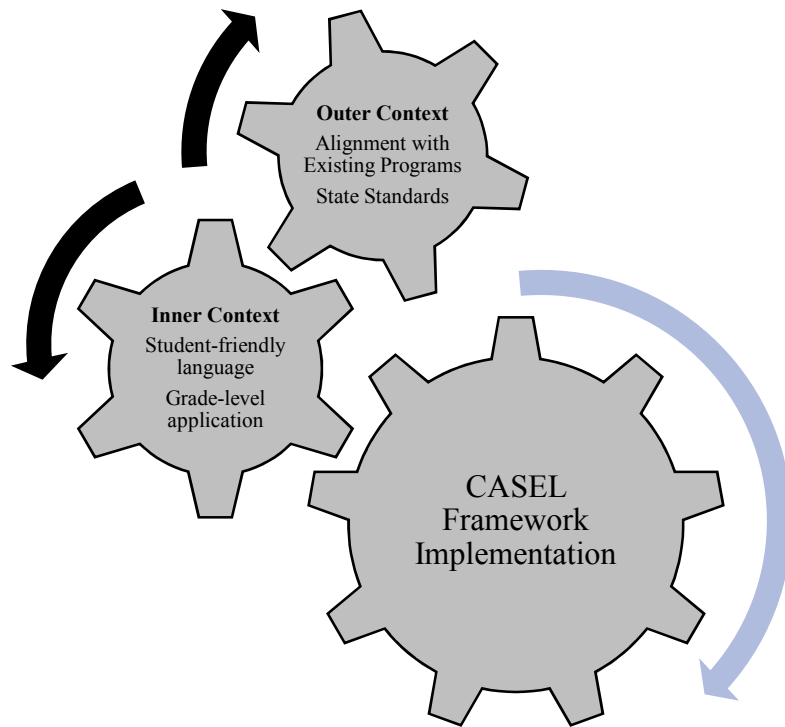 Outer Context
Alignment with
Existing Programs
State Standards
Inner Context
Student-friendly
language
Grade-level
application
CASEL
Framework
Implementation